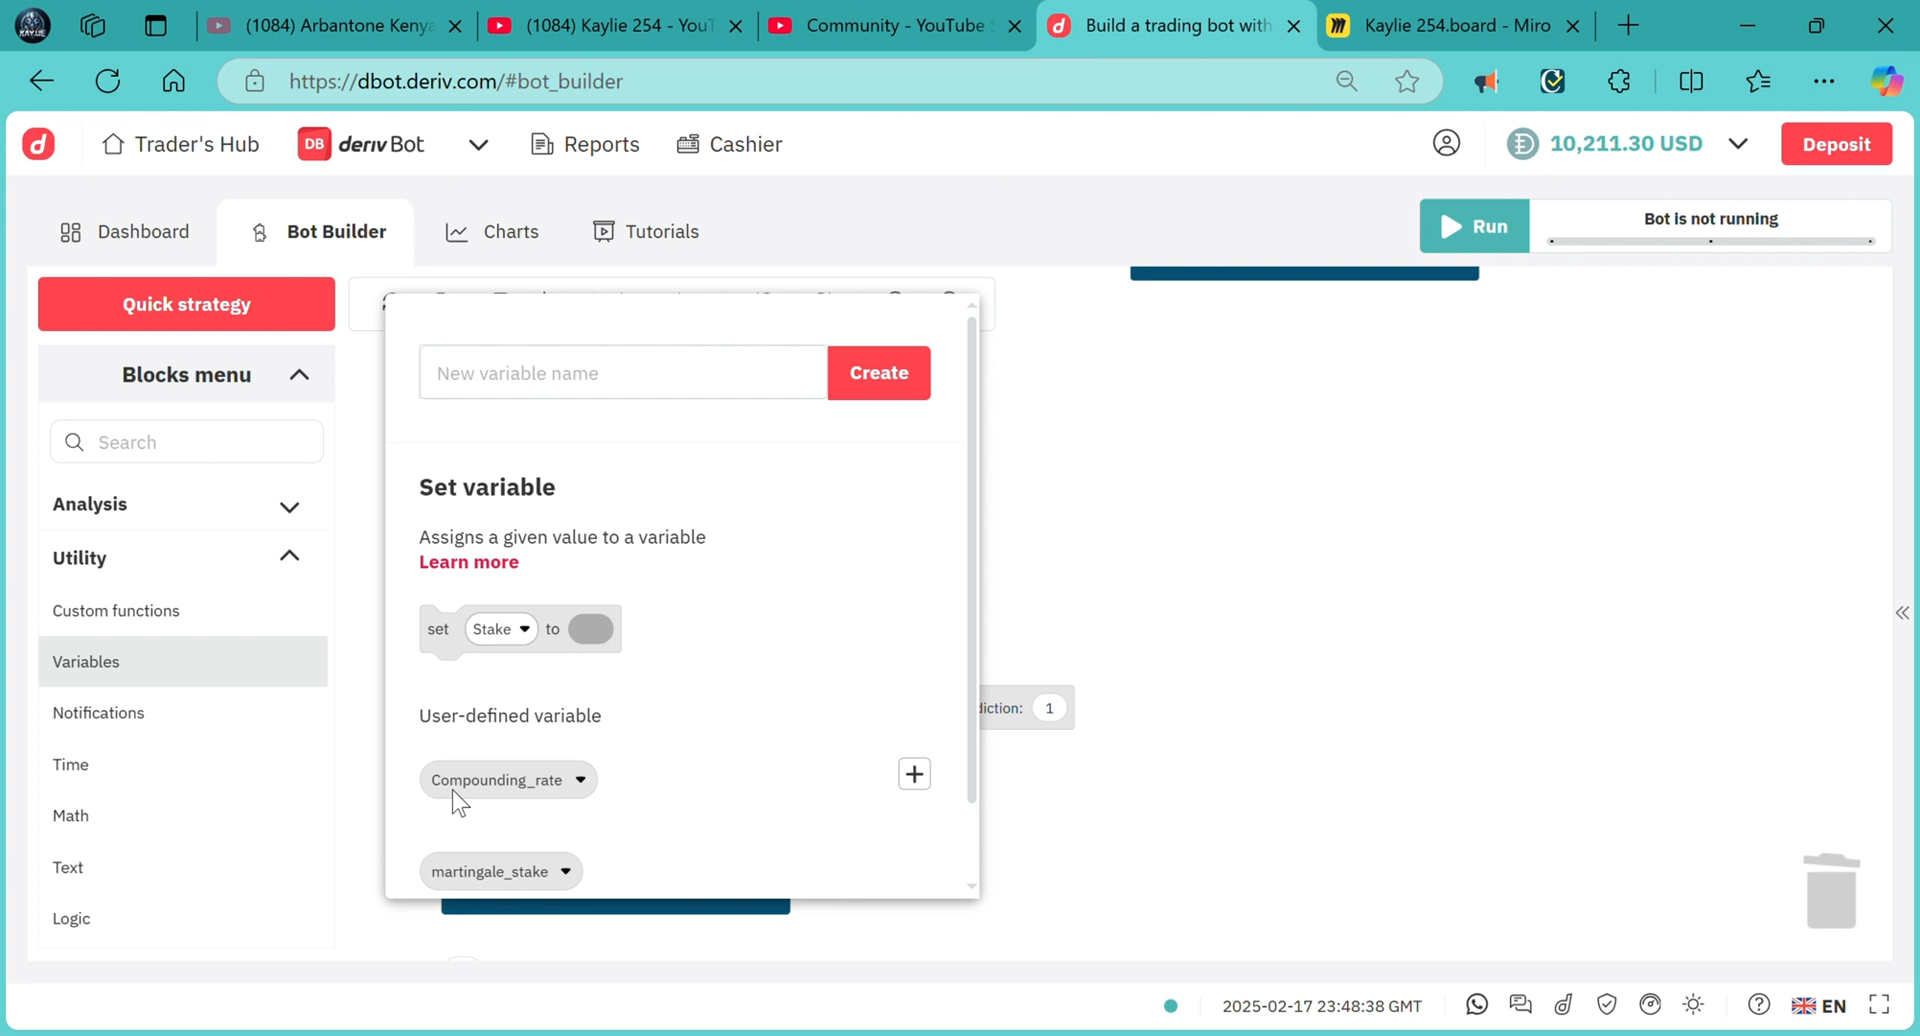 (1084) Arbantone Kenya
(1084) Kaylie 254 - YouT
Community - YouTube S
Build a trading bot with
Kaylie 254.board - Miro
https://dbot.deriv.com/#bot_builder
Trader's Hub
DB
deriv Bot
Reports
Cashier
10,211.30 USD
Deposit
Dashboard
Bot Builder
Charts
Tutorials
Run
Bot is not running
Quick strategy
Blocks menu
Search
Analysis
Utility
Custom functions
Variables
Notifications
Time
Math
Text
Logic
New variable name
Create
Set variable
Assigns a given value to a variable
Learn more
set Stake to
User-defined variable
Compounding_rate
martingale_stake
diction: 1
2025-02-17 23:48:38 GMT
EN